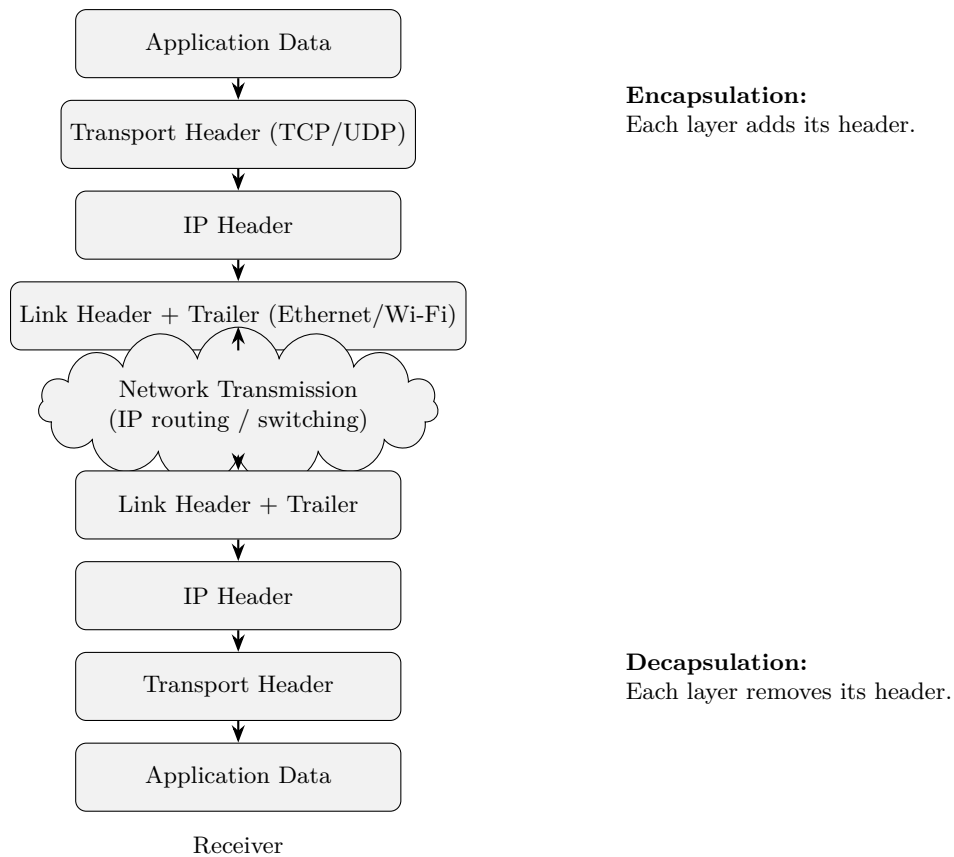 Application Data
Encapsulation:
Each layer adds its header.
Transport Header (TCP/UDP)
IP Header
Link Header + Trailer (Ethernet/Wi-Fi)
Network Transmission
(IP routing / switching)
Link Header + Trailer
IP Header
Decapsulation:
Each layer removes its header.
Transport Header
Application Data
Receiver